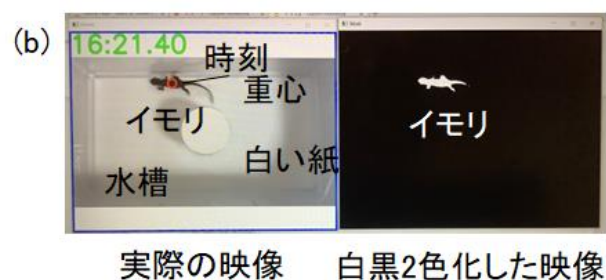 (b)
16:21.40
時刻
重心
イモリ
白い紙
水槽
イモリ
実際の映像
白黒2色化した映像